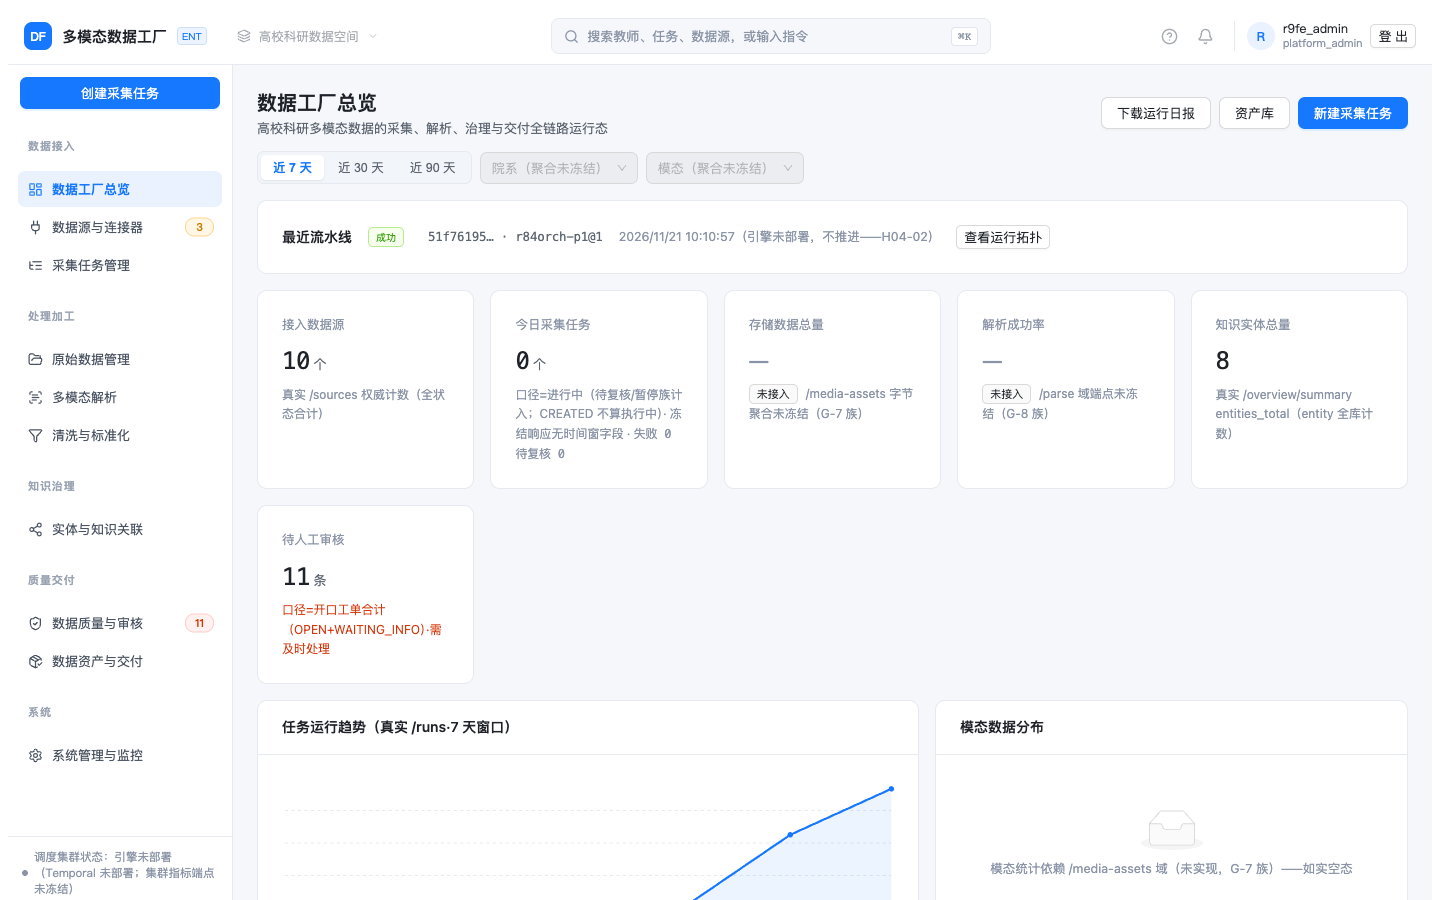 DF 多模态数据工厂 ENT
高校科研数据空间
搜索教师、任务、数据源，或输入指令 ⌘K
R
r9fe_admin
platform_admin
登 出
创建采集任务
数据接入
数据工厂总览
数据源与连接器 3
采集任务管理
处理加工
原始数据管理
多模态解析
清洗与标准化
知识治理
实体与知识关联
质量交付
数据质量与审核 11
数据资产与交付
系统
系统管理与监控
调度集群状态：引擎未部署
（Temporal 未部署；集群指标端点
未冻结）
数据工厂总览
高校科研多模态数据的采集、解析、治理与交付全链路运行态
下载运行日报
资产库
新建采集任务
近 7 天 近 30 天 近 90 天
院系（聚合未冻结）
模态（聚合未冻结）
最近流水线 成功 51f76195… · r84orch-p1@1 2026/11/21 10:10:57（引擎未部署，不推进——H04-02） 查看运行拓扑
接入数据源
10 个
真实 /sources 权威计数（全状
态合计）
今日采集任务
0 个
口径=进行中（待复核/暂停族计
入；CREATED 不算执行中）· 冻
结响应无时间窗字段 · 失败 0
待复核 0
存储数据总量
—
未接入 /media-assets 字节
聚合未冻结（G-7 族）
解析成功率
—
未接入 /parse 域端点未冻
结（G-8 族）
知识实体总量
8
真实 /overview/summary
entities_total（entity 全库计
数）
待人工审核
11 条
口径=开口工单合计
（OPEN+WAITING_INFO）·需
及时处理
任务运行趋势（真实 /runs·7 天窗口）
模态数据分布
模态统计依赖 /media-assets 域（未实现，G-7 族）——如实空态